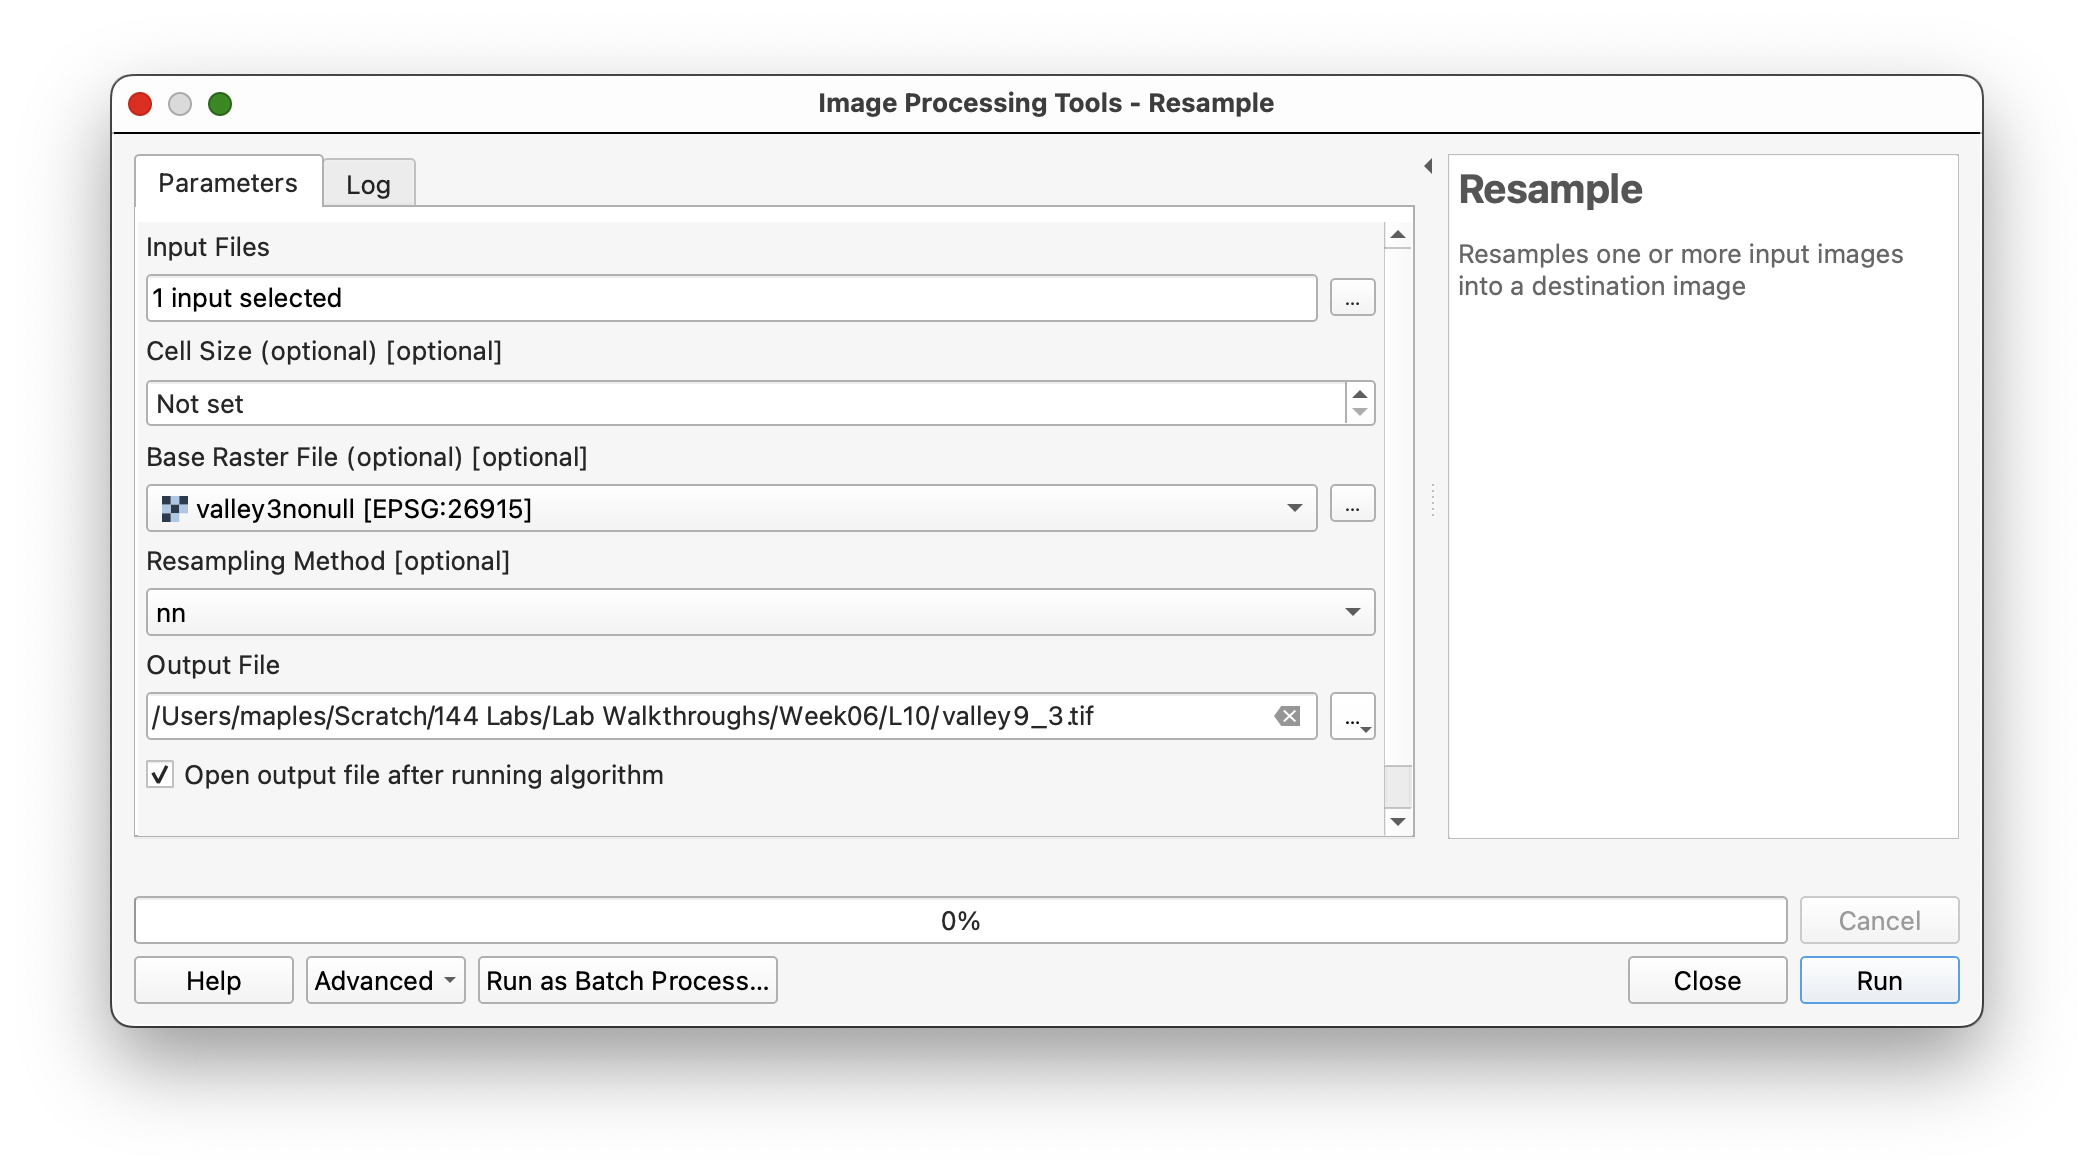 Image Processing Tools - Resample
Parameters
Log
Input Files
1 input selected
...
Cell Size (optional) [optional]
Not set
Base Raster File (optional) [optional]
valley3nonull [EPSG:26915]
...
Resampling Method [optional]
nn
Output File
/Users/maples/Scratch/144 Labs/Lab Walkthroughs/Week06/L10/valley9_3.tif
...
Open output file after running algorithm
Resample
Resamples one or more input images
into a destination image
0%
Cancel
Help
Advanced
Run as Batch Process...
Close
Run